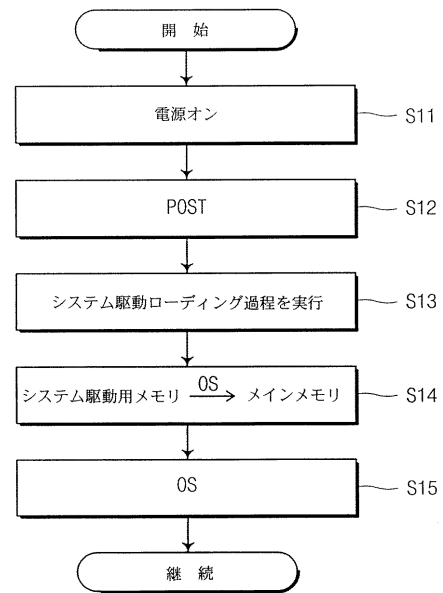 開 始
電源オン
S11
POST
S12
システム駆動ローディング過程を実行
S13
システム駆動用メモリ OS → メインメモリ
S14
OS
S15
継 続